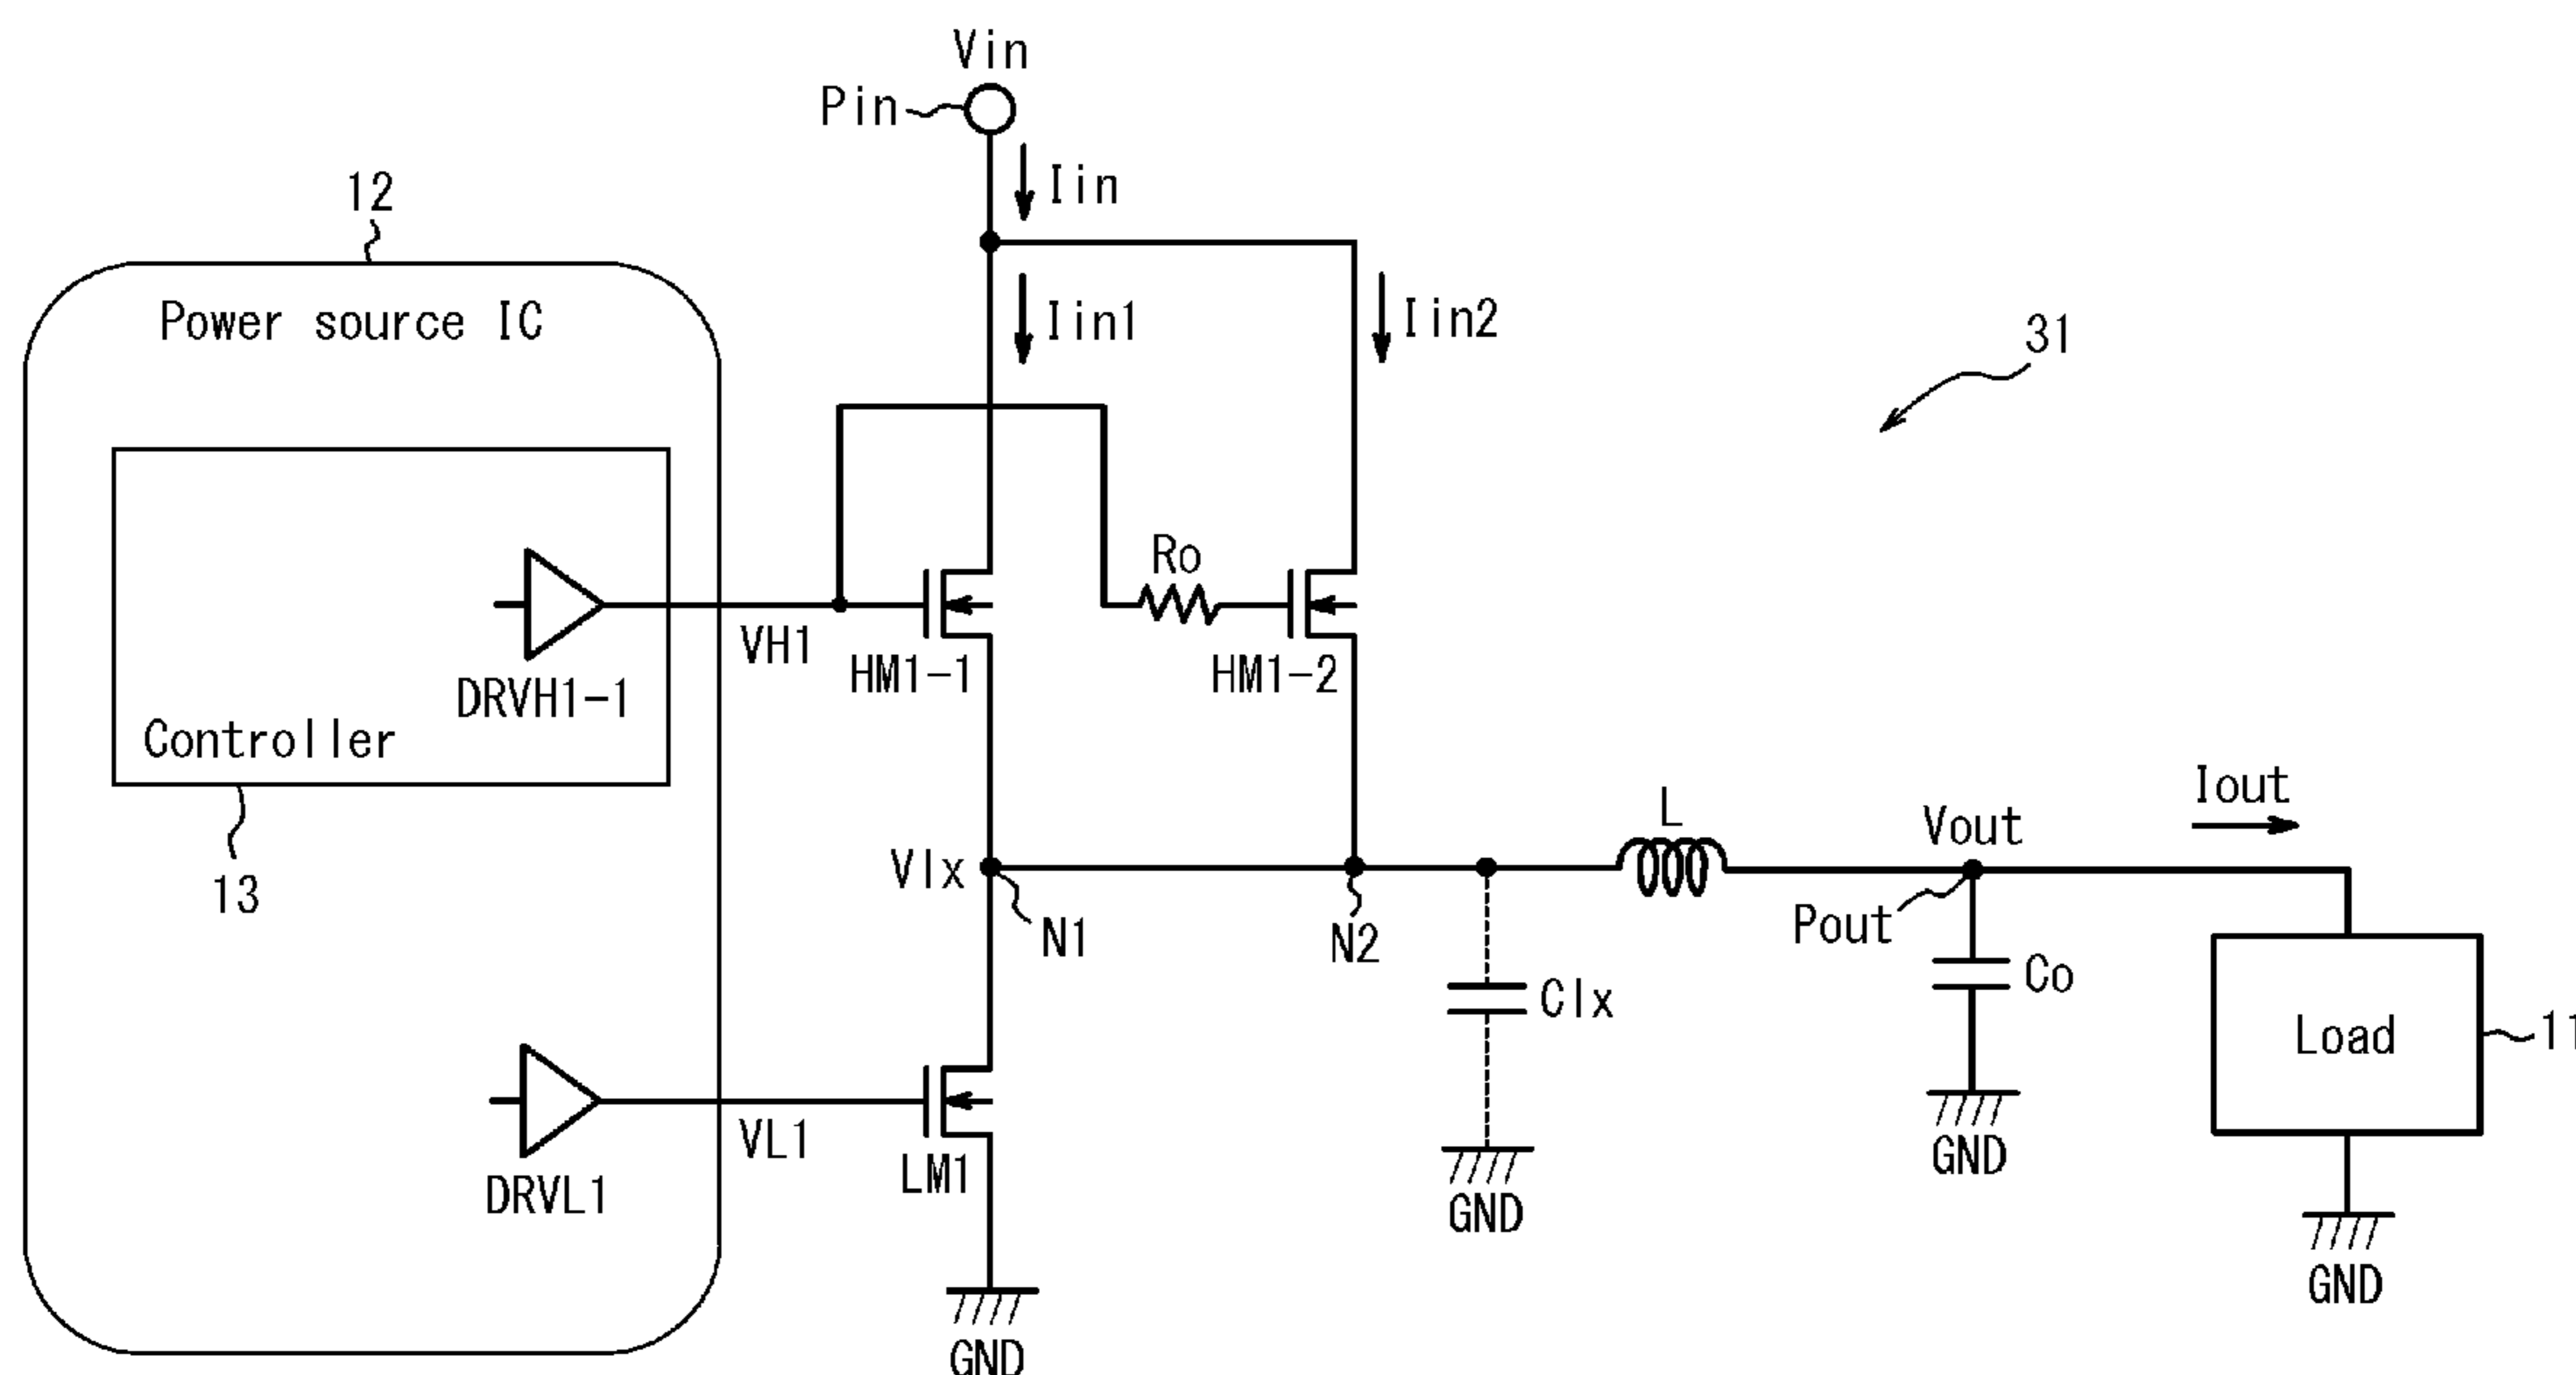 Vin
Pin
Iin
12
Power source IC
Iin1
Iin2
31
Ro
VH1
HM1-1
HM1-2
DRVH1-1
Controller
13
Vlx
N1
N2
L
Vout
Iout
Pout
Clx
Co
Load
11
VL1
LM1
DRVL1
GND
GND
GND
GND